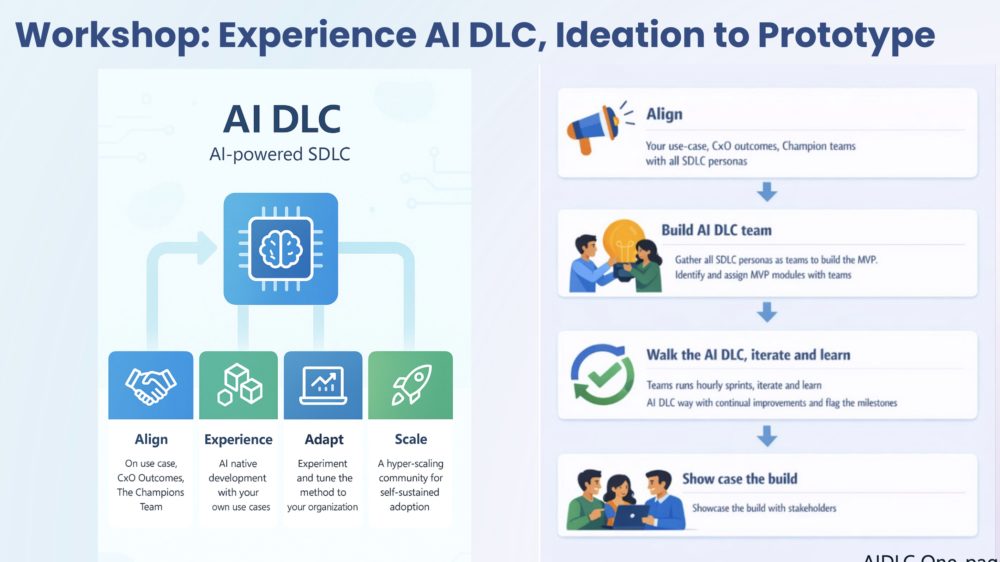 Workshop: Experience AI DLC, Ideation to Prototype
AI DLC
AI-powered SDLC
Align
On use case,
CxO Outcomes,
The Champions
Team
Experience
AI native
development
with your
own use cases
Adapt
Experiment
and tune the
method to
your organization
Scale
A hyper-scaling
community for
self-sustained
adoption
Align
Your use-case, CxO outcomes, Champion teams
with all SDLC personas
Build AI DLC team
Gather all SDLC personas as teams to build the MVP.
Identify and assign MVP modules with teams
Walk the AI DLC, iterate and learn
Teams runs hourly sprints, iterate and learn
AI DLC way with continual improvements and flag the milestones
Show case the build
Showcase the build with stakeholders
AIDLC One-pag